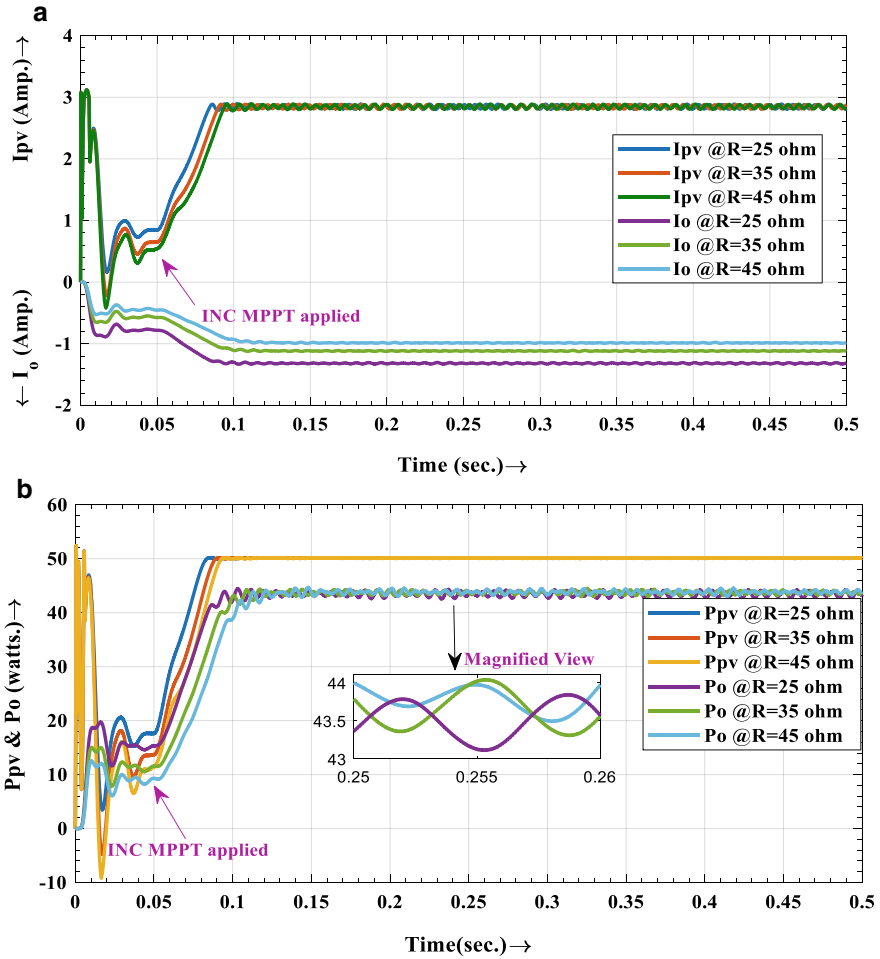 a
4
3
2
1
0
-1
-2
Ipv (Amp.)→
← I_o (Amp.)
Ipv @R=25 ohm
Ipv @R=35 ohm
Ipv @R=45 ohm
Io @R=25 ohm
Io @R=35 ohm
Io @R=45 ohm
INC MPPT applied
0 0.05 0.1 0.15 0.2 0.25 0.3 0.35 0.4 0.45 0.5
Time (sec.)→
b
60
50
40
30
20
10
0
-10
Ppv & Po (watts.)→
Ppv @R=25 ohm
Ppv @R=35 ohm
Ppv @R=45 ohm
Po @R=25 ohm
Po @R=35 ohm
Po @R=45 ohm
Magnified View
44
43.5
43
0.25 0.255 0.26
INC MPPT applied
0 0.05 0.1 0.15 0.2 0.25 0.3 0.35 0.4 0.45 0.5
Time(sec.)→